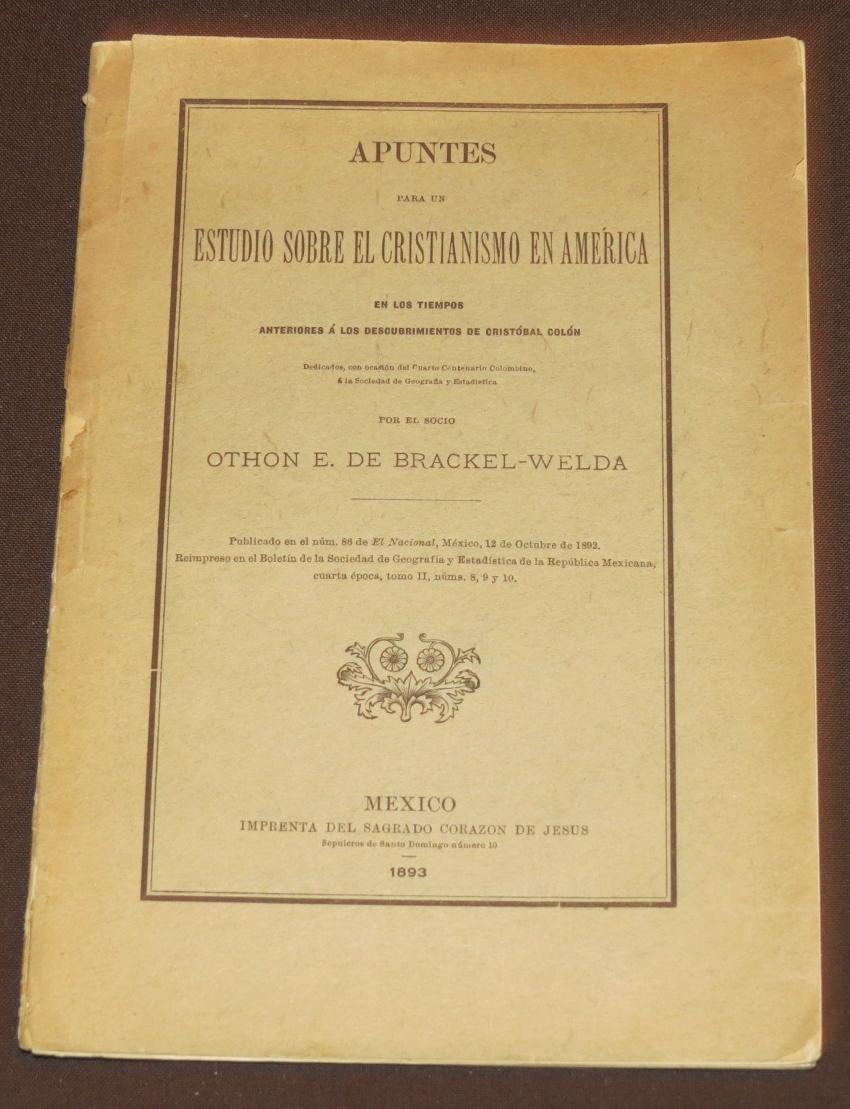 APUNTES
PARA UN
ESTUDIO SOBRE EL CRISTIANISMO EN AMÉRICA
EN LOS TIEMPOS
ANTERIORES Á LOS DESCUBRIMIENTOS DE CRISTÓBAL COLÓN
Dedicados, con ocasión del Cuarto Centenario Colombino,
á la Sociedad de Geografía y Estadística
POR EL SOCIO
OTHON E. DE BRACKEL-WELDA
Publicado en el núm. 86 de El Nacional, México, 12 de Octubre de 1892.
Reimpreso en el Boletín de la Sociedad de Geografía y Estadística de la República Mexicana,
cuarta época, tomo II, núms. 8, 9 y 10.
MEXICO
IMPRENTA DEL SAGRADO CORAZON DE JESUS
Sepulcros de Santo Domingo número 10
1893